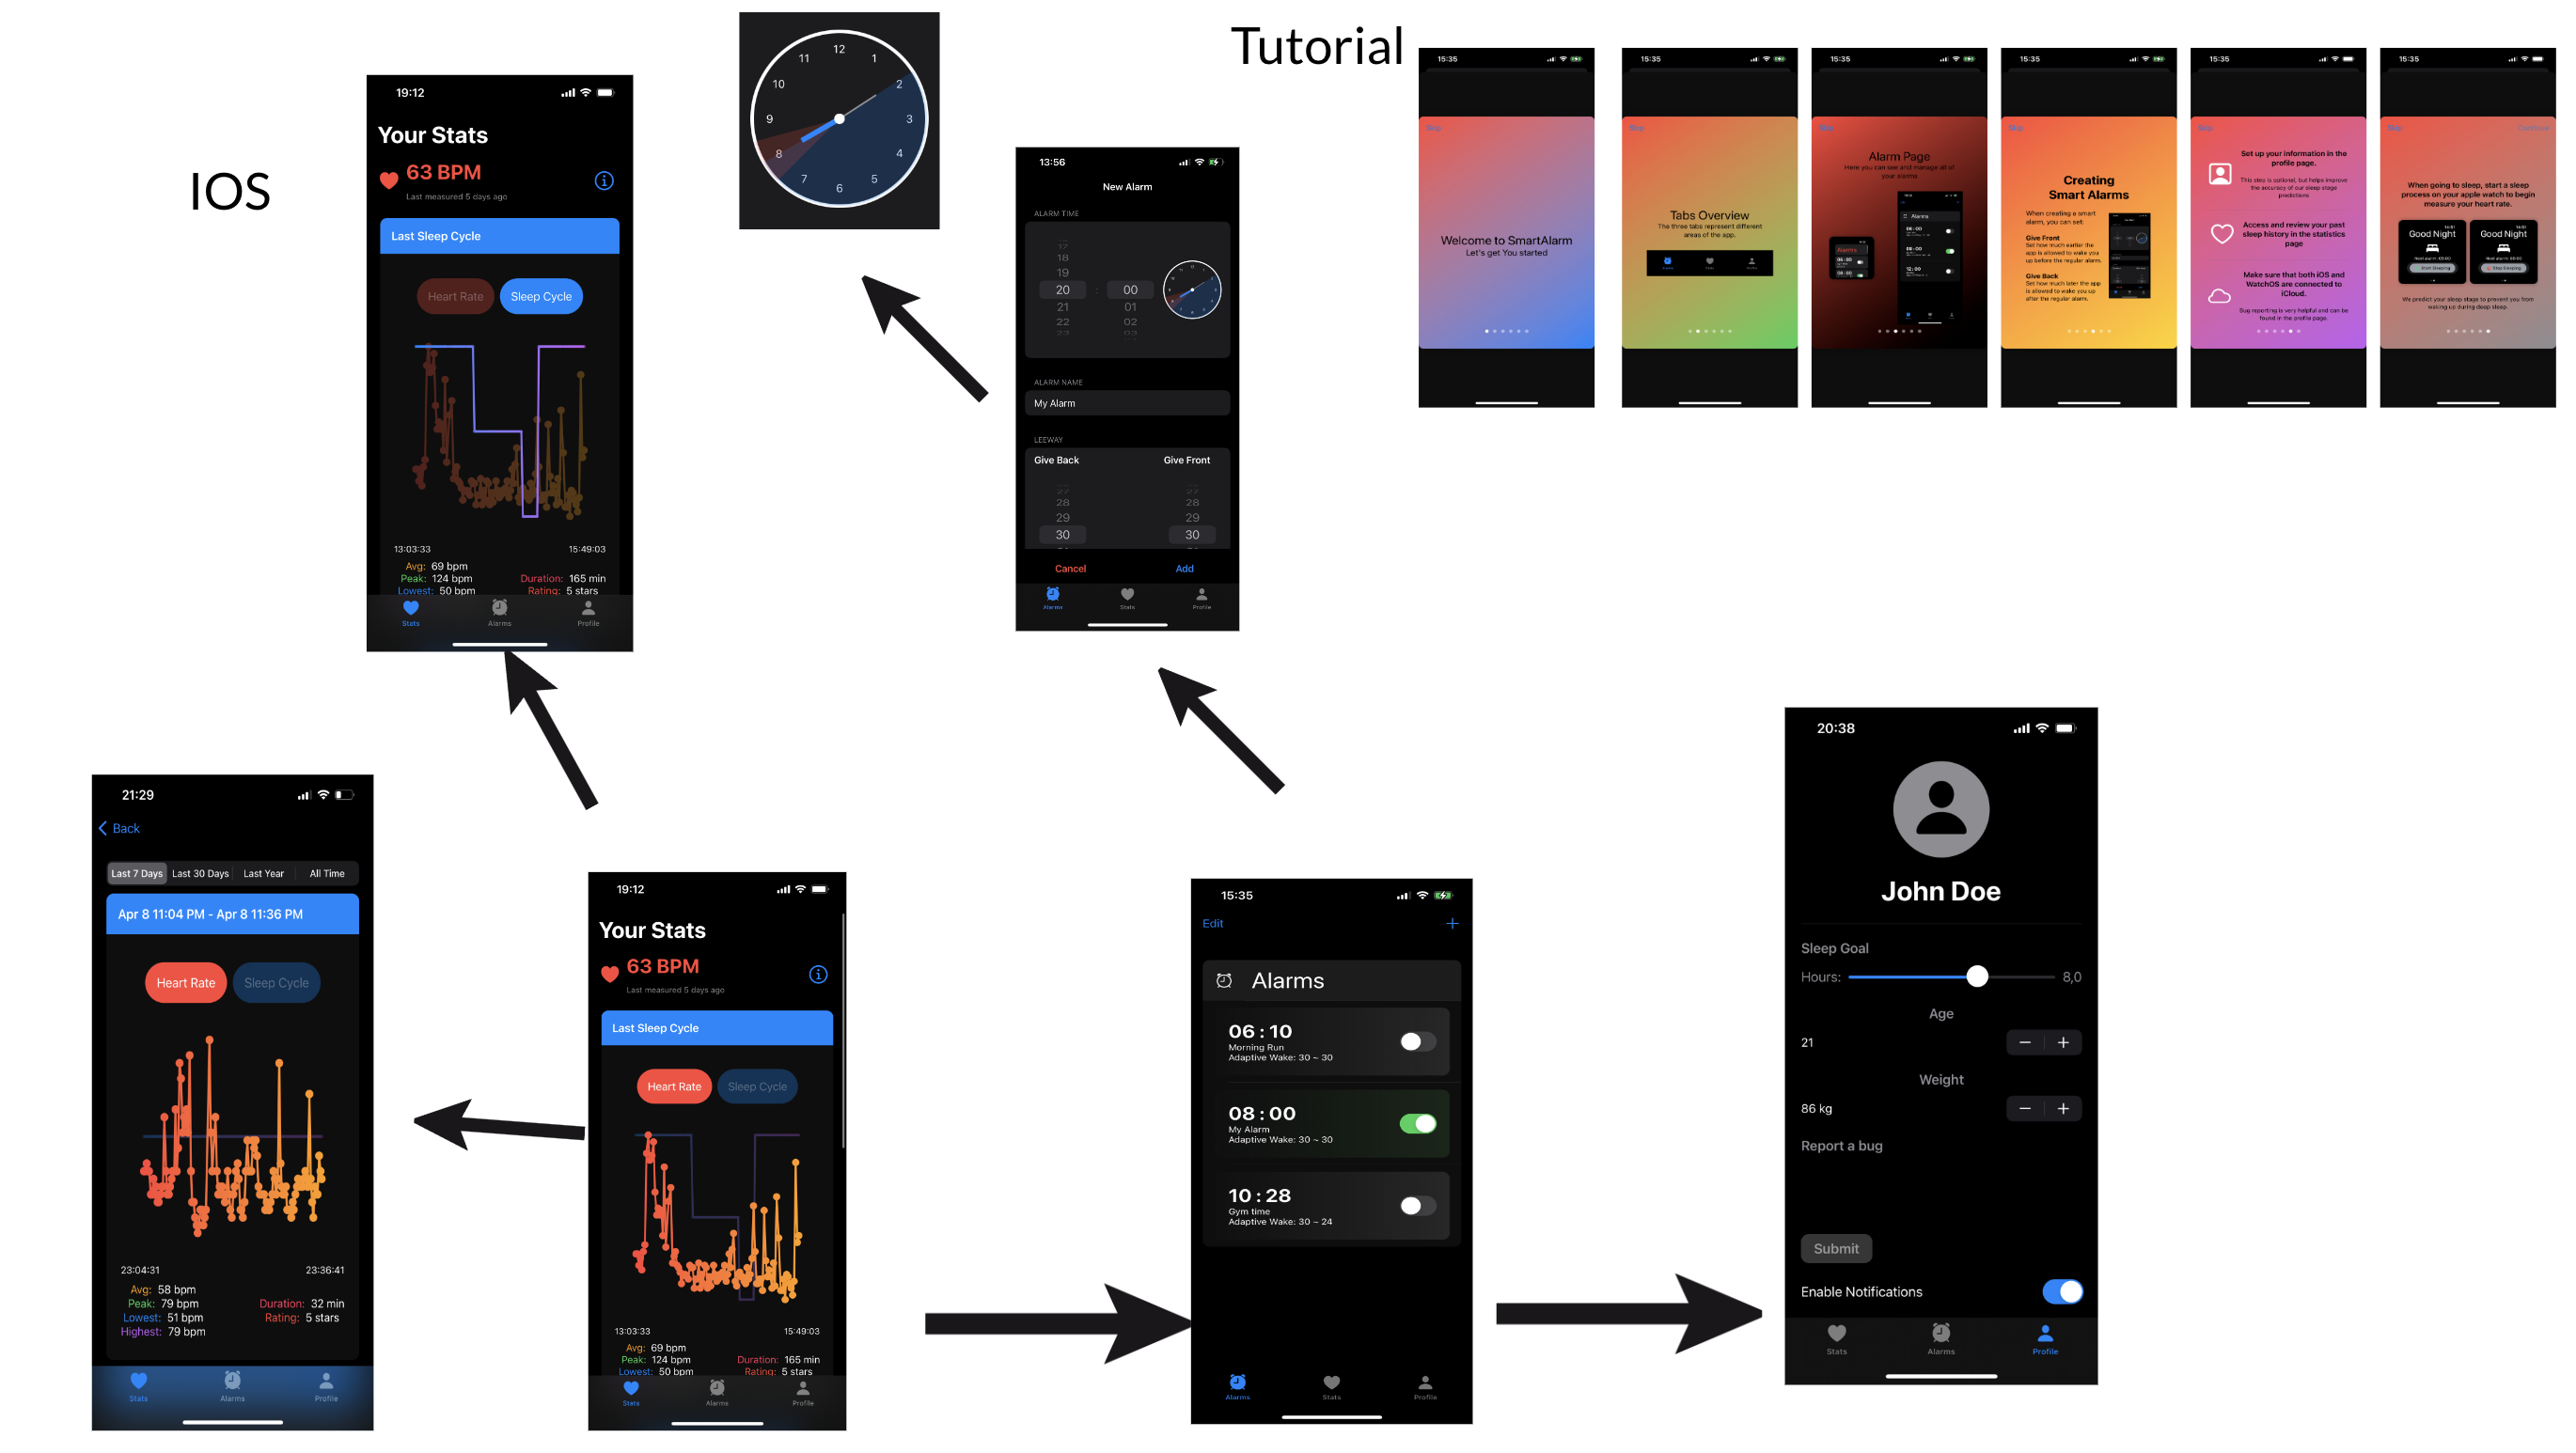 IOS
19:12
Your Stats
63 BPM
Last measured 5 days ago
Last Sleep Cycle
Heart Rate
Sleep Cycle
13:03:33
15:49:03
Avg: 69 bpm
Peak: 124 bpm
Duration: 165 min
Lowest: 50 bpm
Rating: 5 stars
Stats
Alarms
Profile
12
1
2
3
4
5
6
7
8
9
10
11
13:56
New Alarm
ALARM TIME
17
18
19
20 : 00
21 01
22 02
23 03
ALARM NAME
My Alarm
LEEWAY
Give Back
Give Front
27 27
28 28
29 29
30 30
Cancel
Add
Alarms
Stats
Profile
Tutorial
15:35
Skip
Welcome to SmartAlarm
Let's get You started
15:35
Skip
Tabs Overview
The three tabs represent different
areas of the app.
15:35
Skip
Alarm Page
Here you can see and manage all of
your alarms
Alarms
15:35
Skip
Creating
Smart Alarms
When creating a smart
alarm, you can set:
Give Front
Set how much earlier the
app is allowed to wake you
up before the regular alarm.
Give Back
Set how much later the app
is allowed to wake you up
after the regular alarm.
15:35
Skip
Set up your information in the
profile page.
This step is optional, but helps improve
the accuracy of our sleep stage
predictions
Access and review your past
sleep history in the statistics
page
Make sure that both iOS and
WatchOS are connected to
iCloud.
Bug reporting is very helpful and can be
found in the profile page.
15:35
Skip
Continue
When going to sleep, start a sleep
process on your apple watch to begin
measure your heart rate.
Good Night
Start Sleeping
Good Night
Stop Sleeping
We predict your sleep stage to prevent you from
waking up during deep sleep.
21:29
Back
Last 7 Days
Last 30 Days
Last Year
All Time
Apr 8 11:04 PM - Apr 8 11:36 PM
Heart Rate
Sleep Cycle
23:04:31
23:36:41
Avg: 58 bpm
Peak: 79 bpm
Duration: 32 min
Lowest: 51 bpm
Rating: 5 stars
Highest: 79 bpm
Stats
Alarms
Profile
19:12
Your Stats
63 BPM
Last measured 5 days ago
Last Sleep Cycle
Heart Rate
Sleep Cycle
13:03:33
15:49:03
Avg: 69 bpm
Peak: 124 bpm
Duration: 165 min
Lowest: 50 bpm
Rating: 5 stars
Stats
Alarms
Profile
15:35
Edit
+
Alarms
06 : 10
Morning Run
Adaptive Wake: 30 ~ 30
08 : 00
My Alarm
Adaptive Wake: 30 ~ 30
10 : 28
Gym time
Adaptive Wake: 30 ~ 24
Alarms
Stats
Profile
20:38
John Doe
Sleep Goal
Hours:
8,0
Age
21
Weight
86 kg
Report a bug
Submit
Enable Notifications
Stats
Alarms
Profile